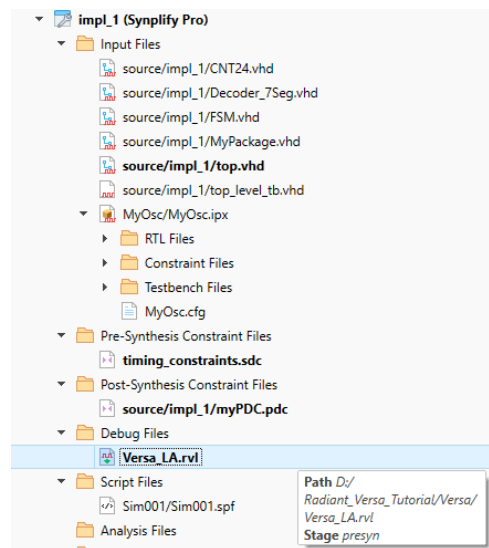 impl_1 (Synplify Pro)
Input Files
source/impl_1/CNT24.vhd
source/impl_1/Decoder_7Seg.vhd
source/impl_1/FSM.vhd
source/impl_1/MyPackage.vhd
source/impl_1/top.vhd
source/impl_1/top_level_tb.vhd
MyOsc/MyOsc.ipx
RTL Files
Constraint Files
Testbench Files
MyOsc.cfg
Pre-Synthesis Constraint Files
timing_constraints.sdc
Post-Synthesis Constraint Files
source/impl_1/myPDC.pdc
Debug Files
Versa_LA.rvl
Script Files
Sim001/Sim001.spf
Analysis Files
Path D:/
Radiant_Versa_Tutorial/Versa/
Versa_LA.rvl
Stage presyn